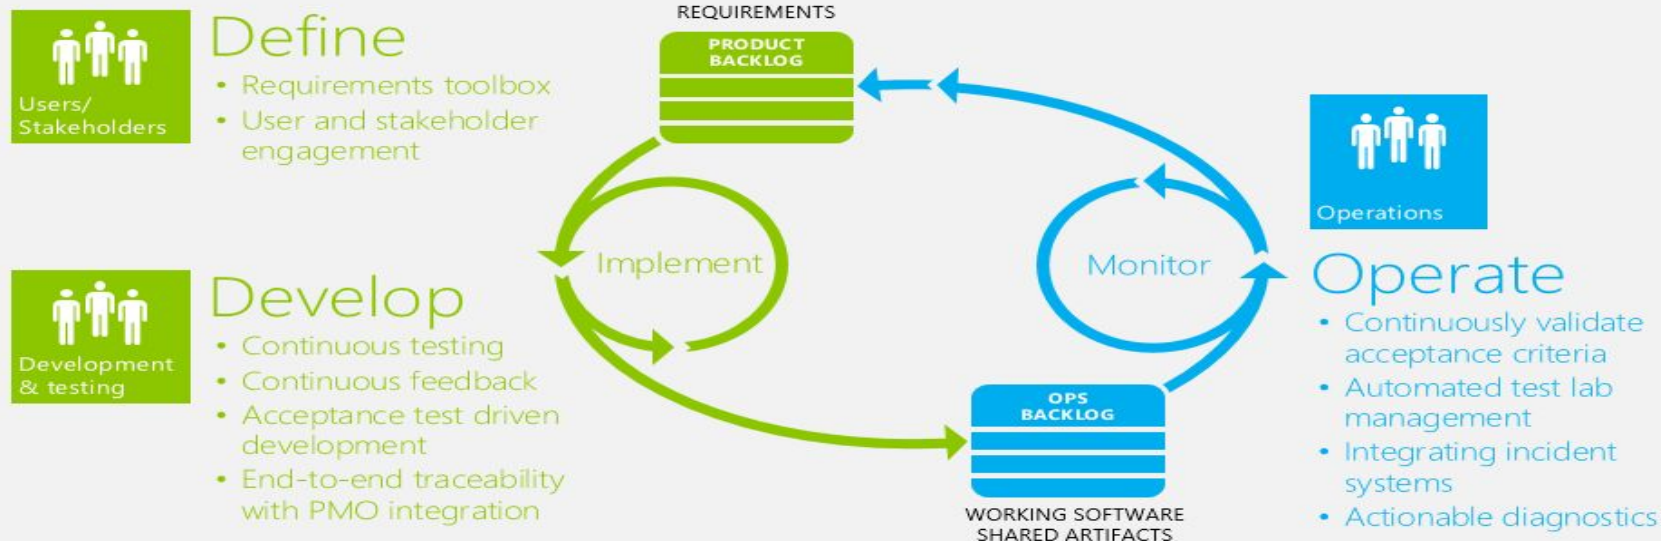 Users/
Stakeholders
Define
• Requirements toolbox
• User and stakeholder
engagement
REQUIREMENTS
PRODUCT
BACKLOG
Implement
Development
& testing
Develop
• Continuous testing
• Continuous feedback
• Acceptance test driven
development
• End-to-end traceability
with PMO integration
Monitor
OPS
BACKLOG
WORKING SOFTWARE
SHARED ARTIFACTS
Operations
Operate
• Continuously validate
acceptance criteria
• Automated test lab
management
• Integrating incident
systems
• Actionable diagnostics